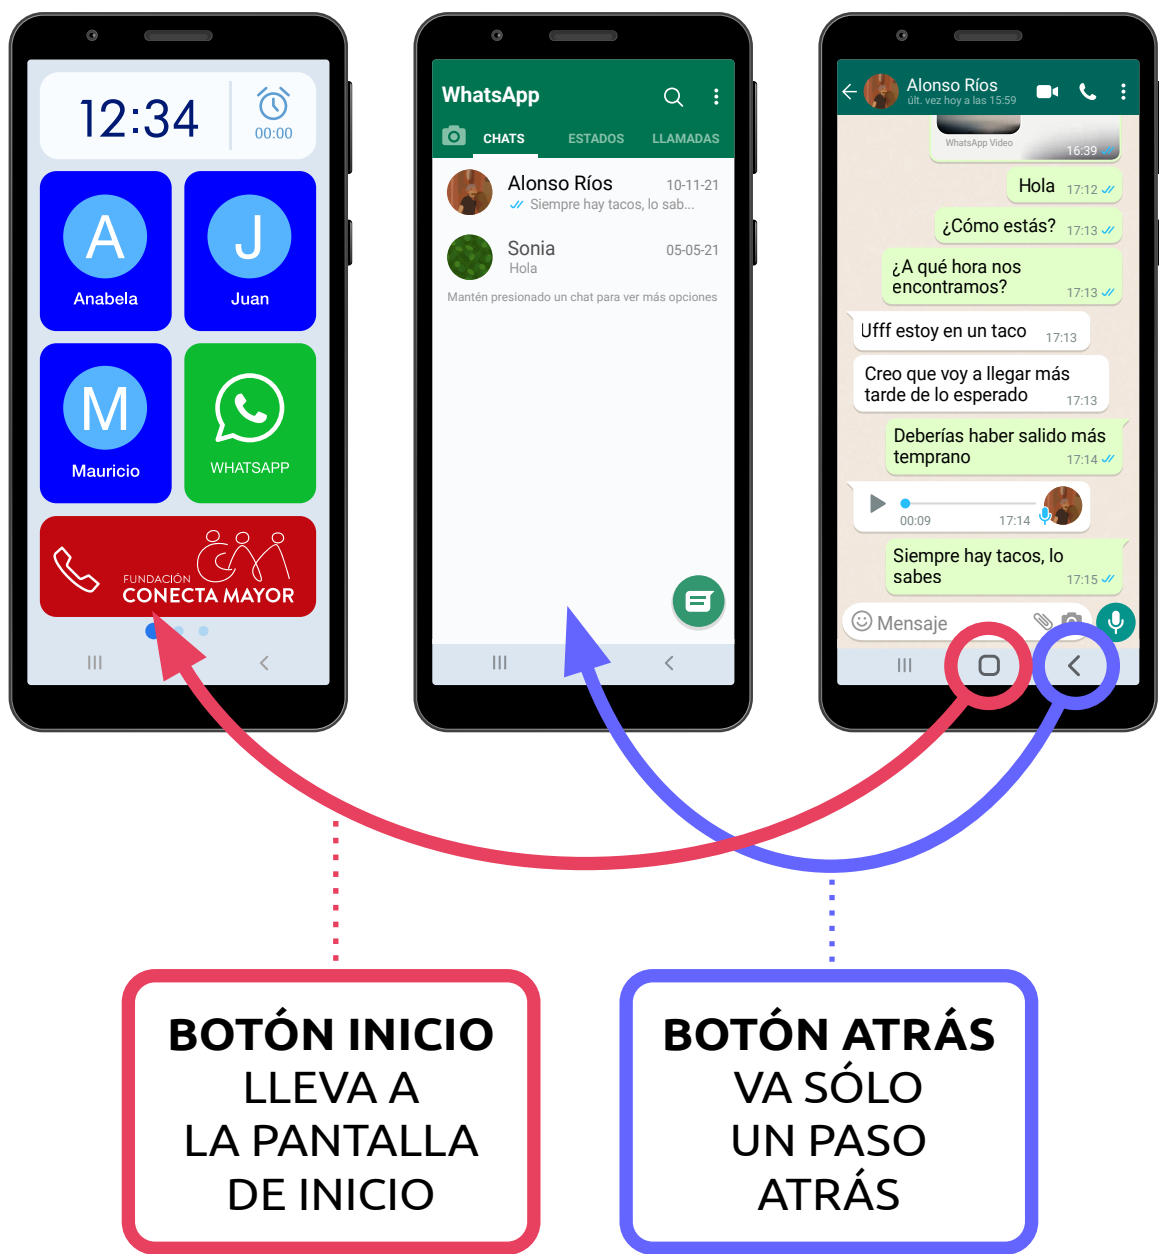 12:34
00:00
A
J
Anabela
Juan
M
Mauricio
WHATSAPP
FUNDACIÓN
CONECTA MAYOR
WhatsApp
CHATS ESTADOS LLAMADAS
Alonso Ríos 10-11-21
Siempre hay tacos, lo sab...
Sonia 05-05-21
Hola
Mantén presionado un chat para ver más opciones
Alonso Ríos
últ. vez hoy a las 15:59
WhatsApp Video
16:39
Hola 17:12
¿Cómo estás? 17:13
¿A qué hora nos
encontramos? 17:13
Ufff estoy en un taco 17:13
Creo que voy a llegar más
tarde de lo esperado 17:13
Deberías haber salido más
temprano 17:14
00:09 17:14
Siempre hay tacos, lo
sabes 17:15
Mensaje
BOTÓN INICIO
LLEVA A
LA PANTALLA
DE INICIO
BOTÓN ATRÁS
VA SÓLO
UN PASO
ATRÁS